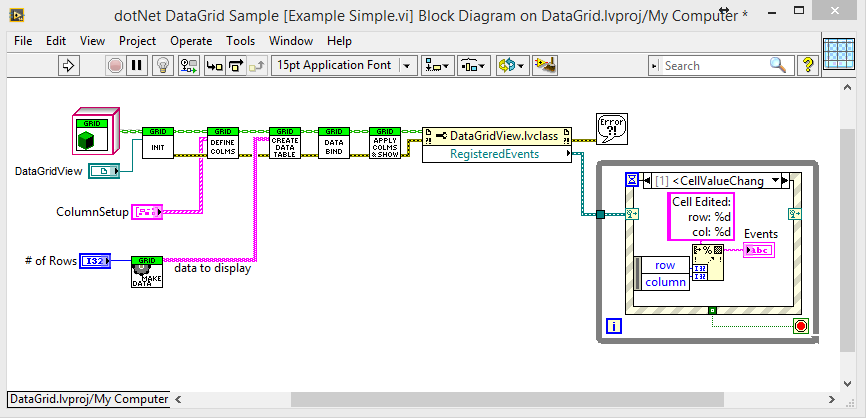 dotNet DataGrid Sample [Example Simple.vi] Block Diagram on DataGrid.lvproj/My Computer *
File Edit View Project Operate Tools Window Help
15pt Application Font
Search
?
GRID
GRID
INIT
GRID
DEFINE
COLMS
GRID
CREATE
DATA
TABLE
GRID
DATA
BIND
GRID
APPLY
COLMS
& SHOW
DataGridView.lvclass
RegisteredEvents
Error
?!
DataGridView
ColumnSetup
# of Rows
I32
GRID
MAKE
DATA
data to display
[1] <CellValueChang
Cell Edited:
row: %d
col: %d
Events
abc
%
row
column
I32
I32
i
DataGrid.lvproj/My Computer